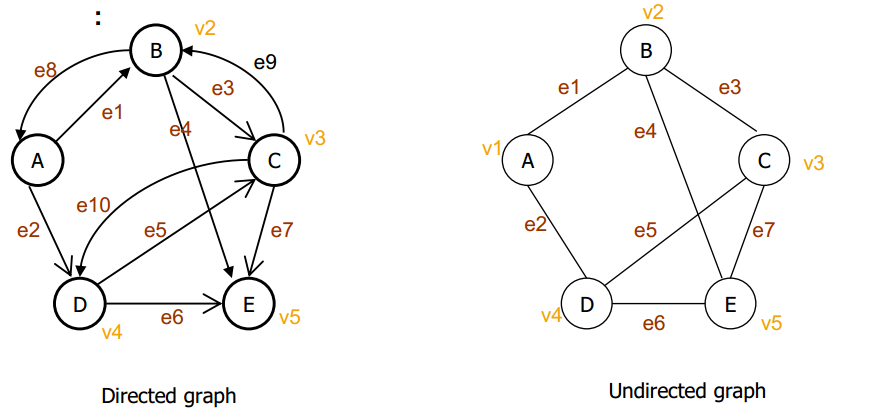 :
v2
B
e8
e9
e3
e1
e4
v3
A
C
e10
e2
e5
e7
D
E
e6
v5
v4
Directed graph
v2
B
e1
e3
e4
v1
A
C
v3
e2
e5
e7
D
E
v4
e6
v5
Undirected graph